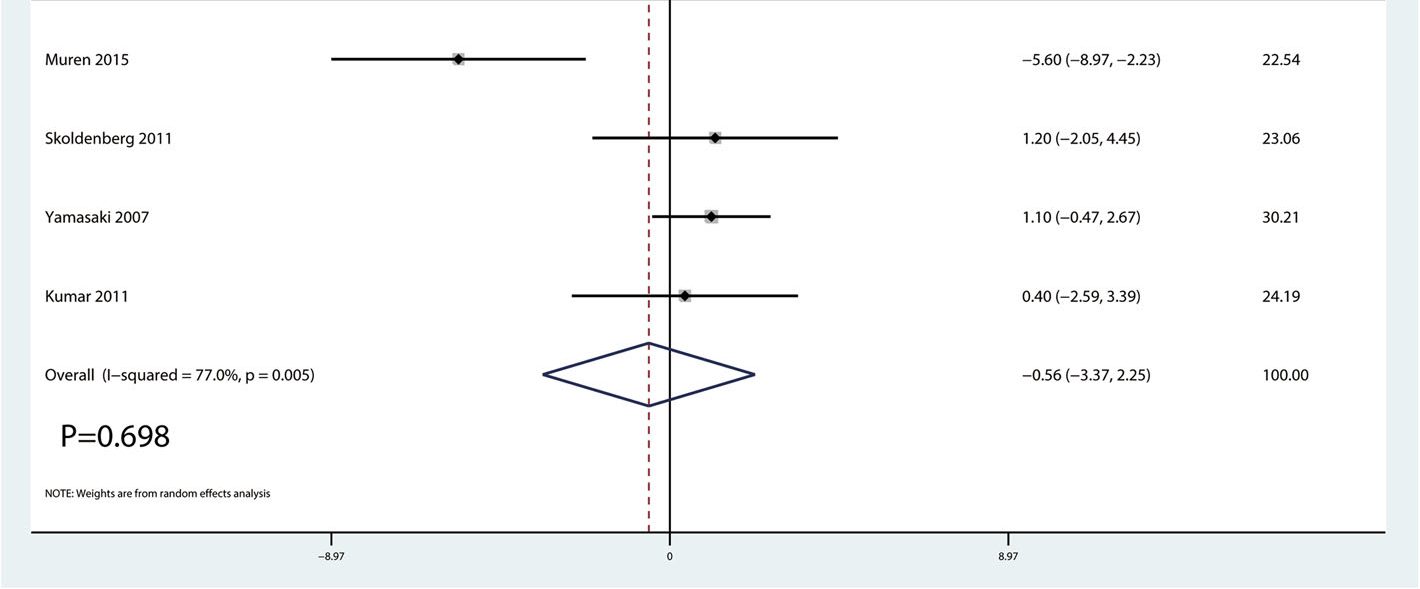 Muren 2015 −5.60 (−8.97, −2.23) 22.54
Skoldenberg 2011 1.20 (−2.05, 4.45) 23.06
Yamasaki 2007 1.10 (−0.47, 2.67) 30.21
Kumar 2011 0.40 (−2.59, 3.39) 24.19
Overall (I−squared = 77.0%, p = 0.005) −0.56 (−3.37, 2.25) 100.00
P=0.698
NOTE: Weights are from random effects analysis
−8.97 0 8.97